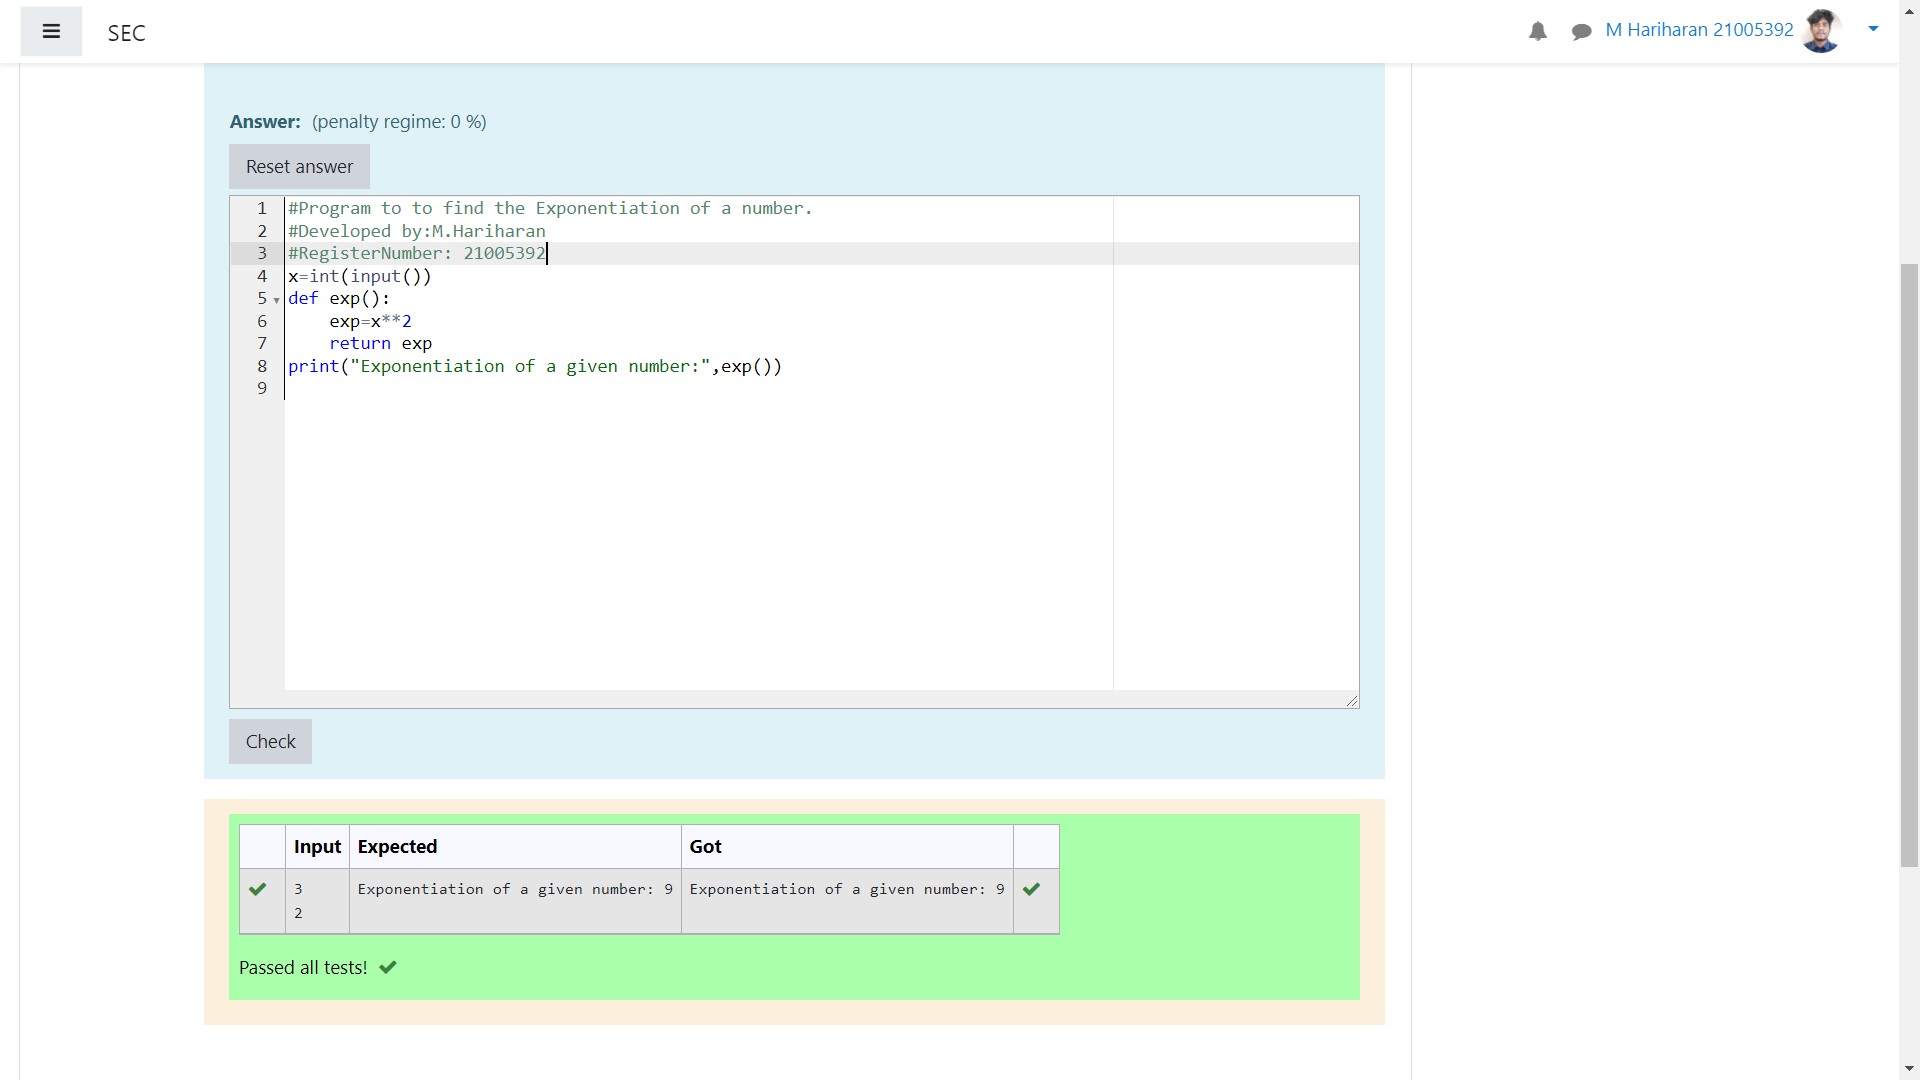 SEC
M Hariharan 21005392
Answer: (penalty regime: 0 %)
Reset answer
1 #Program to to find the Exponentiation of a number.
2 #Developed by:M.Hariharan
3 #RegisterNumber: 21005392
4 x=int(input())
5 def exp():
6     exp=x**2
7     return exp
8 print("Exponentiation of a given number:",exp())
9
Check
Input Expected Got
3 Exponentiation of a given number: 9 Exponentiation of a given number: 9
2
Passed all tests!